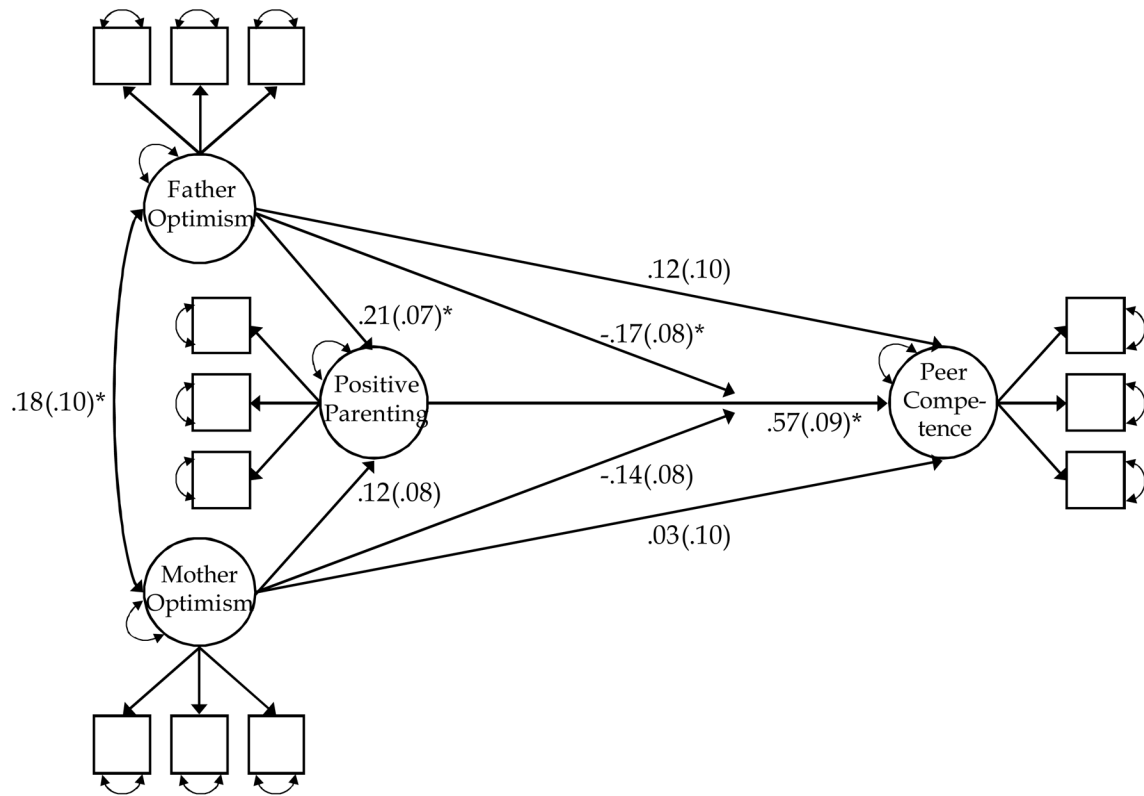 Father
Optimism
.12(.10)
.21(.07)*
-.17(.08)*
Positive
Parenting
Peer
Compe-
tence
.18(.10)*
.57(.09)*
.12(.08)
-.14(.08)
.03(.10)
Mother
Optimism